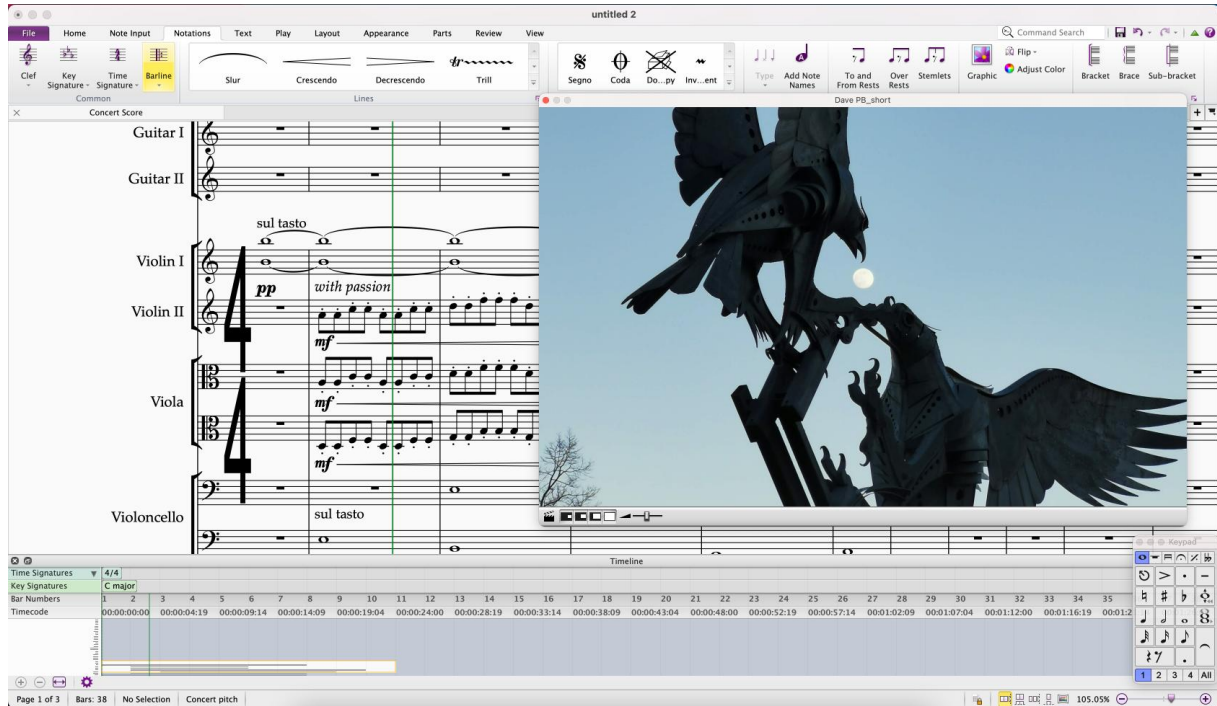 untitled 2
File Home Note Input Notations Text Play Layout Appearance Parts Review View Command Search
Clef
Key Signature
Time Signature
Barline
Common
Slur Crescendo Decrescendo Trill
Lines
Segno Coda Do...py Inv...ent
Type
Add Note Names
To and From Rests
Over Rests
Stemlets
Graphic
Flip
Adjust Color
Bracket Brace Sub-bracket
Concert Score
Dave PB_short
Guitar I
Guitar II
sul tasto
Violin I
pp with passion
Violin II
mf
Viola
mf
mf
Violoncello
sul tasto
Timeline
Time Signatures 4/4
Key Signatures C major
Bar Numbers 1 2 3 4 5 6 7 8 9 10 11 12 13 14 15 16 17 18 19 20 21 22 23 24 25 26 27 28 29 30 31 32 33 34 35
Timecode 00:00:00:00 00:00:04:19 00:00:09:14 00:00:14:09 00:00:19:04 00:00:24:00 00:00:28:19 00:00:33:14 00:00:38:09 00:00:43:04 00:00:48:00 00:00:52:19 00:00:57:14 00:01:02:09 00:01:07:04 00:01:12:00 00:01:16:19
Keypad
1 2 3 4 All
Page 1 of 3 Bars: 38 No Selection Concert pitch 105.05%